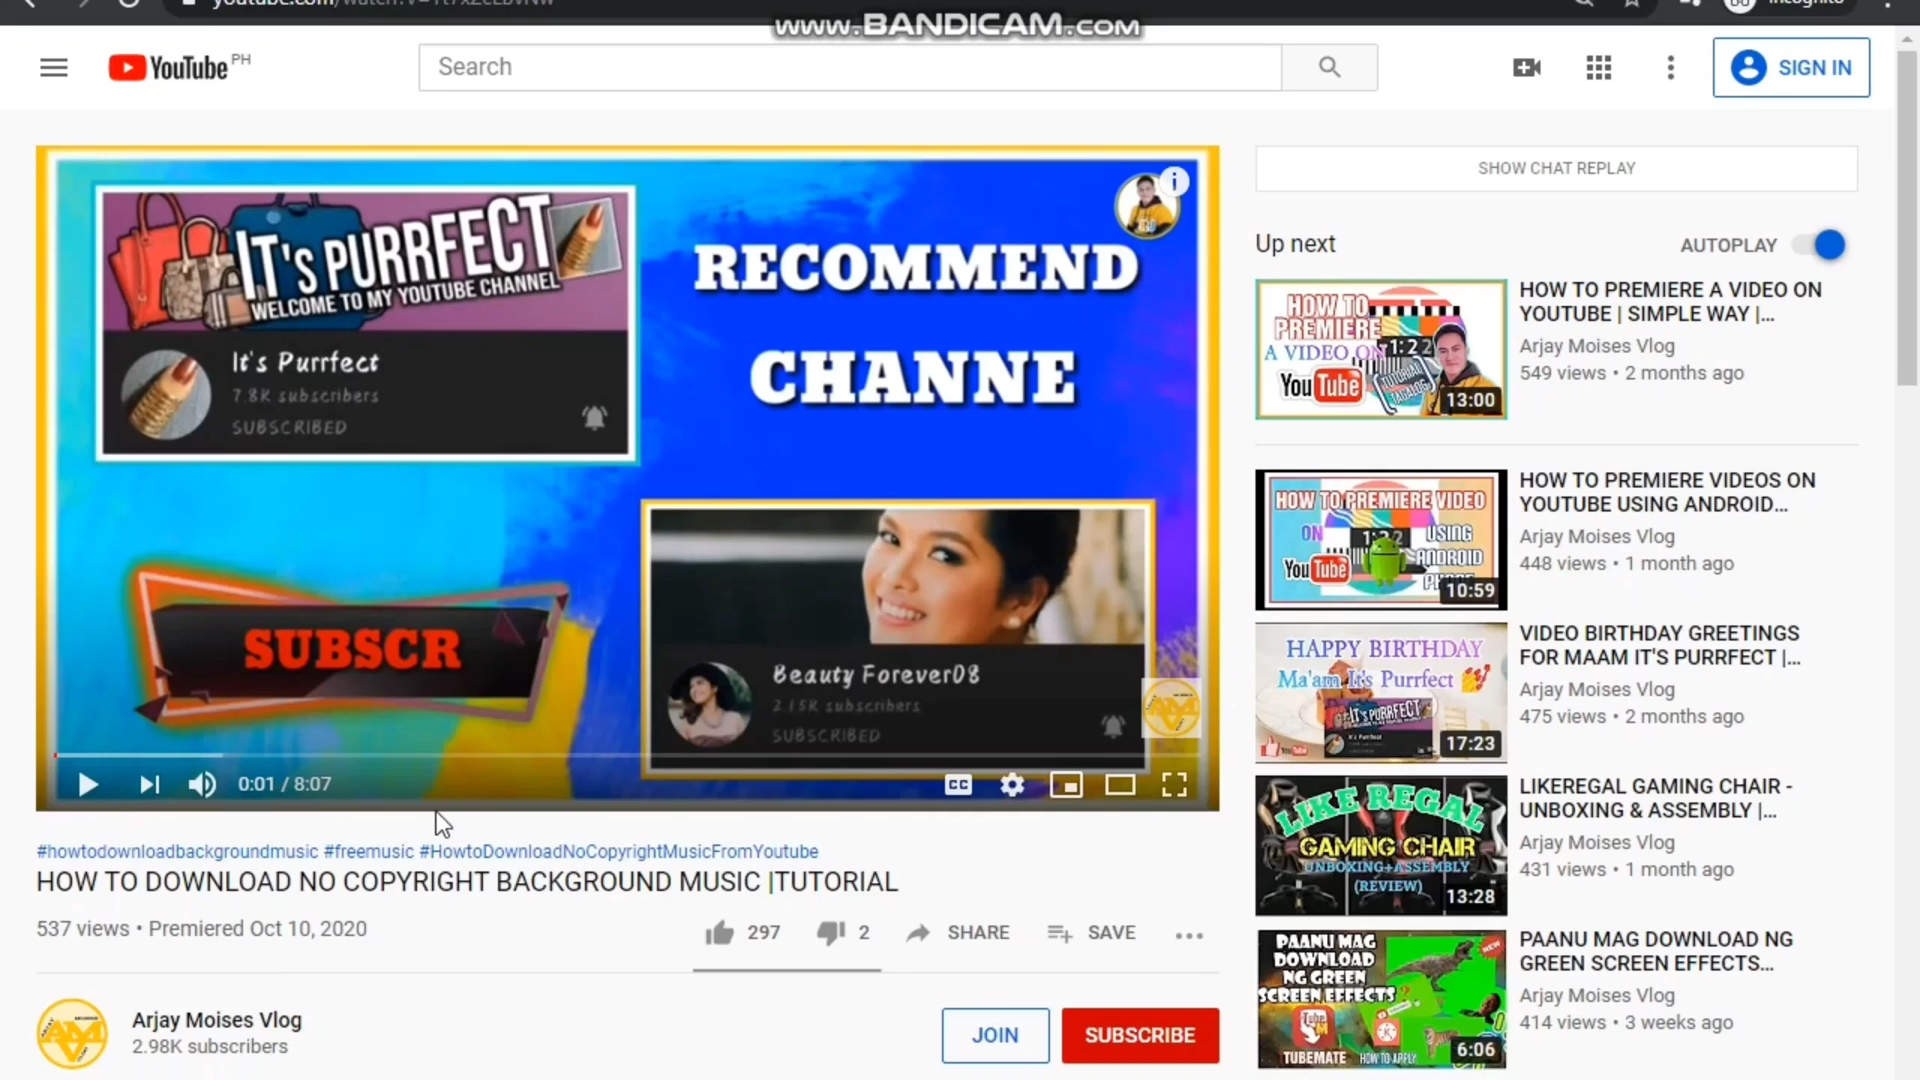 www.BANDICAM.com
YouTube PH
Search
SIGN IN
IT's PURRFECT
WELCOME TO MY YOUTUBE CHANNEL
It's Purrfect
7.8K subscribers
SUBSCRIBED
RECOMMEND
CHANNE
SUBSCR
Beauty Forever08
2.15K subscribers
SUBSCRIBED
0:01 / 8:07
CC
#howtodownloadbackgroundmusic #freemusic #HowtoDownloadNoCopyrightMusicFromYoutube
HOW TO DOWNLOAD NO COPYRIGHT BACKGROUND MUSIC |TUTORIAL
537 views • Premiered Oct 10, 2020
297
2
SHARE
SAVE
Arjay Moises Vlog
2.98K subscribers
JOIN
SUBSCRIBE
SHOW CHAT REPLAY
Up next
AUTOPLAY
HOW TO
PREMIERE
A VIDEO ON
YouTube
TUTORIAL
TAGALOG
13:00
HOW TO PREMIERE A VIDEO ON
YOUTUBE | SIMPLE WAY |...
Arjay Moises Vlog
549 views • 2 months ago
HOW TO PREMIERE VIDEO
ON
USING
YouTube
ANDROID
10:59
HOW TO PREMIERE VIDEOS ON
YOUTUBE USING ANDROID...
Arjay Moises Vlog
448 views • 1 month ago
HAPPY BIRTHDAY
Ma'am It's Purrfect
IT's PURRFECT
17:23
VIDEO BIRTHDAY GREETINGS
FOR MAAM IT'S PURRFECT |...
Arjay Moises Vlog
475 views • 2 months ago
LIKE REGAL
GAMING CHAIR
UNBOXING+ASSEMBLY
(REVIEW)
13:28
LIKEREGAL GAMING CHAIR -
UNBOXING & ASSEMBLY |...
Arjay Moises Vlog
431 views • 1 month ago
PAANU MAG
DOWNLOAD
NG GREEN
SCREEN EFFECTS?
NEW
TUBEMATE
HOW TO APPLY
6:06
PAANU MAG DOWNLOAD NG
GREEN SCREEN EFFECTS...
Arjay Moises Vlog
414 views • 3 weeks ago